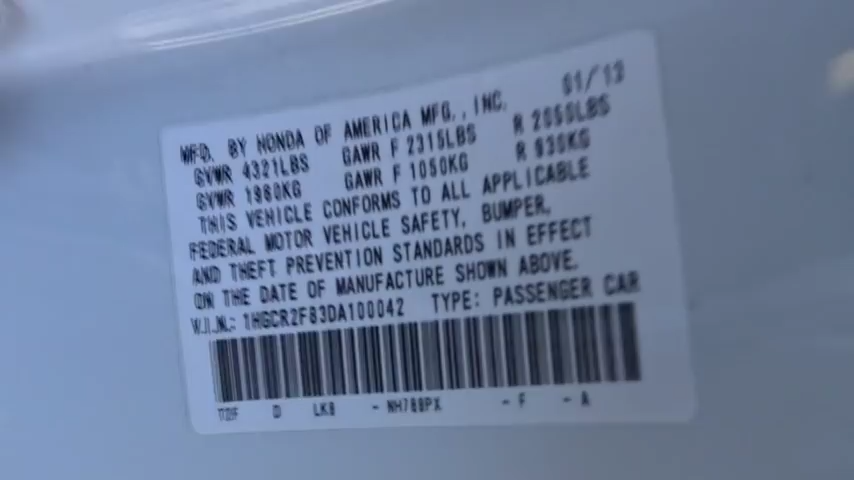 01/13
MFD. BY HONDA OF AMERICA MFG., INC.
GVWR 4321LBS GAWR F 2315LBS R 2050LBS
GVWR 1960KG GAWR F 1050KG R 930KG
THIS VEHICLE CONFORMS TO ALL APPLICABLE
FEDERAL MOTOR VEHICLE SAFETY, BUMPER,
AND THEFT PREVENTION STANDARDS IN EFFECT
ON THE DATE OF MANUFACTURE SHOWN ABOVE.
V.I.N.: 1HGCR2F83DA100042 TYPE: PASSENGER CAR
D - NH788PX - F - A